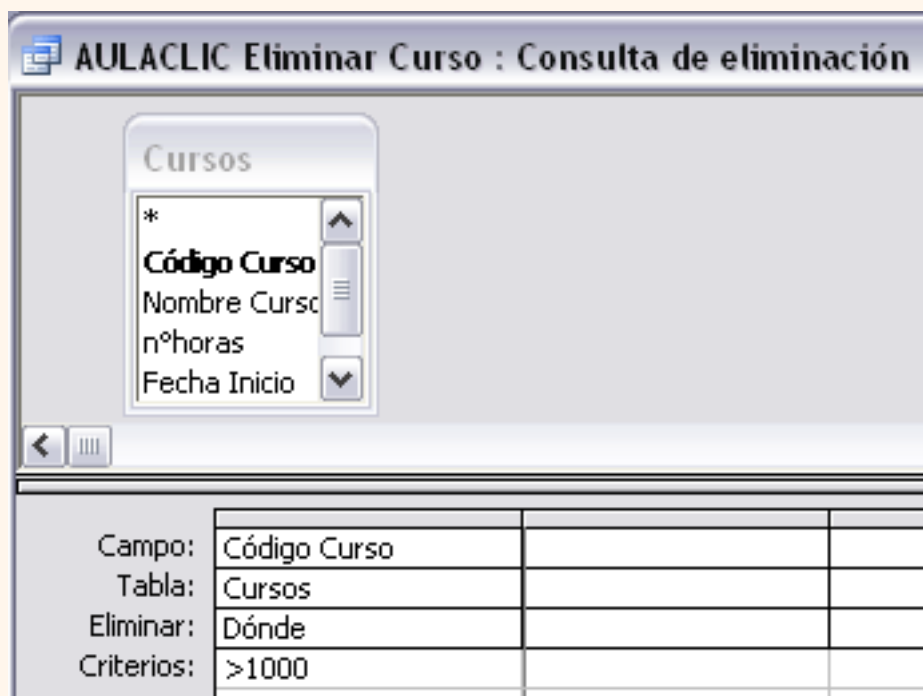 AULACLIC Eliminar Curso : Consulta de eliminación
Cursos
*
Código Curso
Nombre Curso
nºhoras
Fecha Inicio
Campo: Código Curso
Tabla: Cursos
Eliminar: Dónde
Criterios: >1000